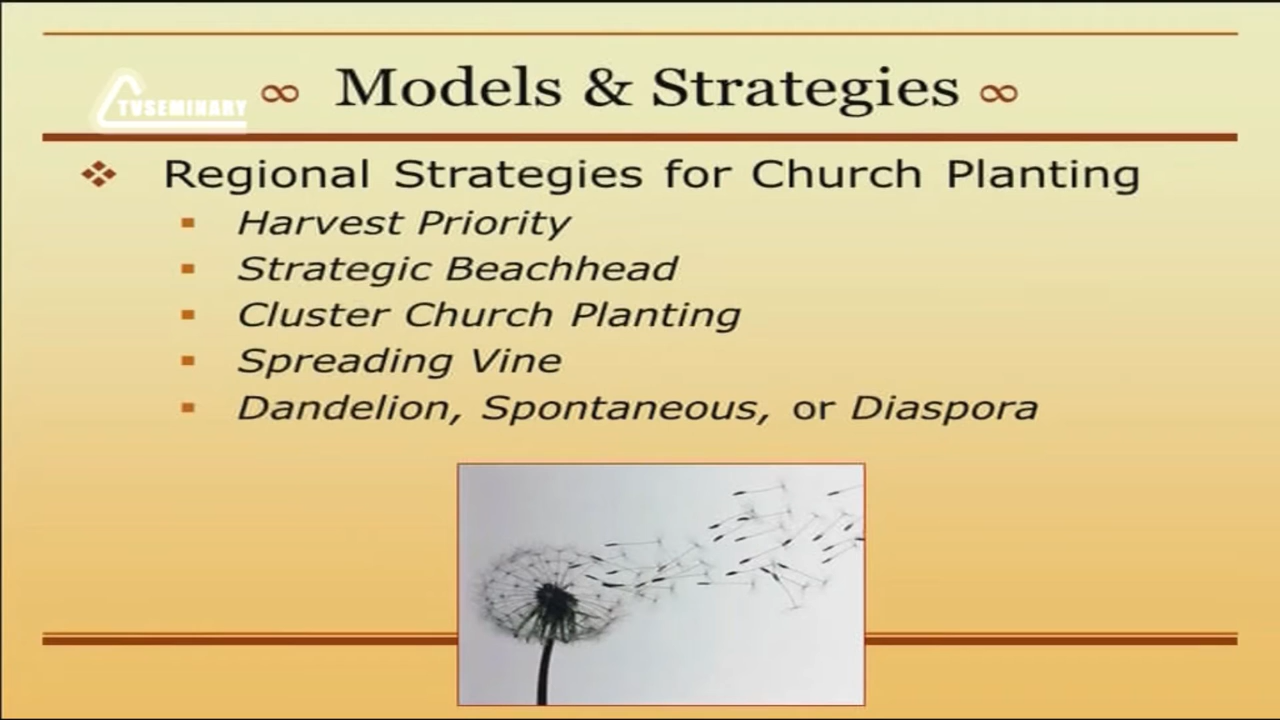 TVSEMINARY
∞ Models & Strategies ∞
❖ Regional Strategies for Church Planting
▪ Harvest Priority
▪ Strategic Beachhead
▪ Cluster Church Planting
▪ Spreading Vine
▪ Dandelion, Spontaneous, or Diaspora